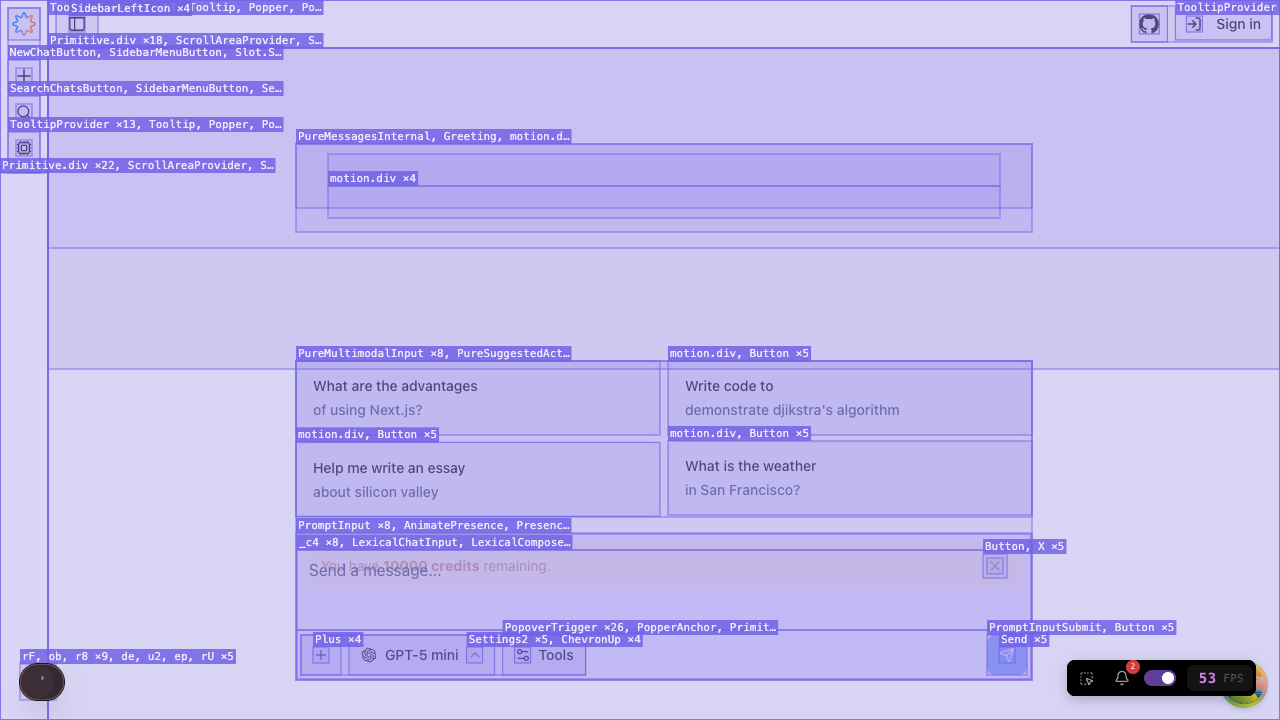 SidebarLeftIcon ×4
Tooltip, Popper, Po…
TooltipProvider
Sign in
Primitive.div ×18, ScrollAreaProvider, S…
NewChatButton, SidebarMenuButton, Slot.S…
SearchChatsButton, SidebarMenuButton, Se…
TooltipProvider ×13, Tooltip, Popper, Po…
Primitive.div ×22, ScrollAreaProvider, S…
PureMessagesInternal, Greeting, motion.d…
motion.div ×4
PureMultimodalInput ×8, PureSuggestedAct…
motion.div, Button ×5
What are the advantages
of using Next.js?
Write code to
demonstrate djikstra's algorithm
motion.div, Button ×5
motion.div, Button ×5
Help me write an essay
about silicon valley
What is the weather
in San Francisco?
PromptInput ×8, AnimatePresence, Presenc…
_c4 ×8, LexicalChatInput, LexicalCompose…
Button, X ×5
You have 10000 credits remaining.
Send a message...
PopoverTrigger ×26, PopperAnchor, Primit…
PromptInputSubmit, Button ×5
Plus ×4
Settings2 ×5, ChevronUp ×4
Send ×5
GPT-5 mini
Tools
rF, ob, r8 ×9, de, u2, ep, rU ×5
2
53 FPS